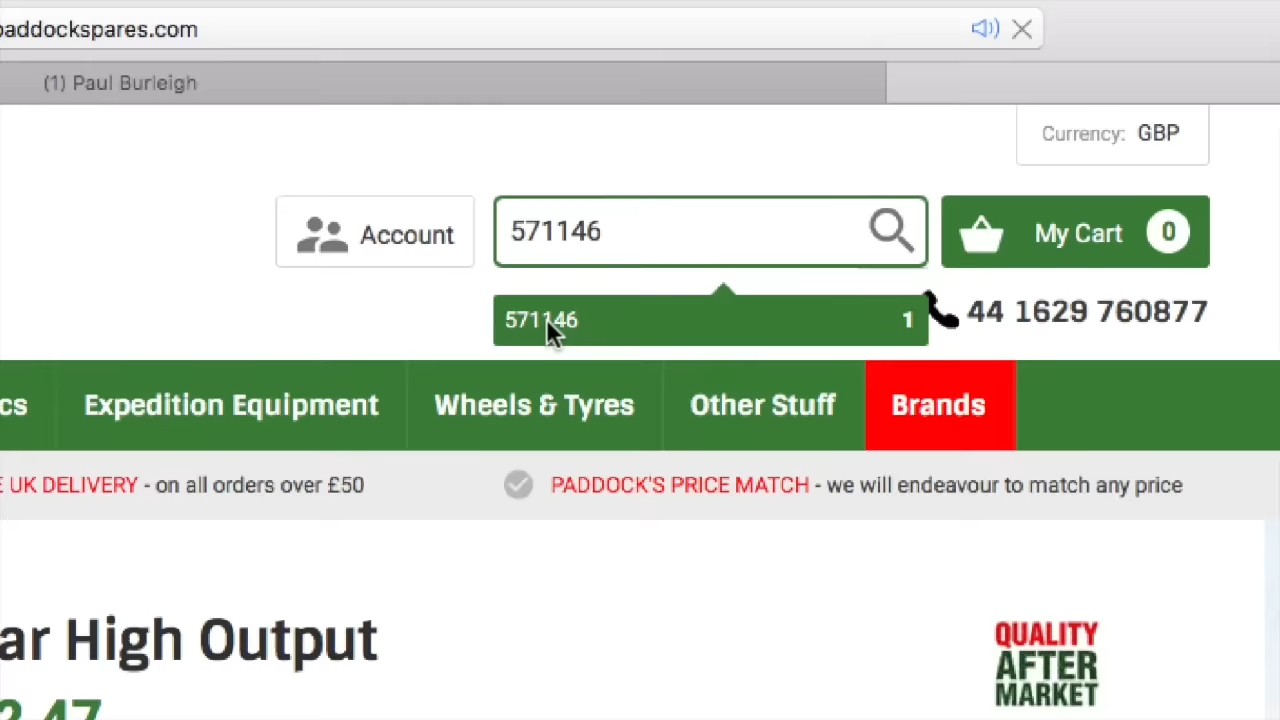 paddockspares.com
(1) Paul Burleigh
Currency: GBP
Account
571146
My Cart 0
571146 1
44 1629 760877
cs Expedition Equipment Wheels & Tyres Other Stuff Brands
E UK DELIVERY - on all orders over £50
PADDOCK'S PRICE MATCH - we will endeavour to match any price
ar High Output
2.47
QUALITY
AFTER
MARKET